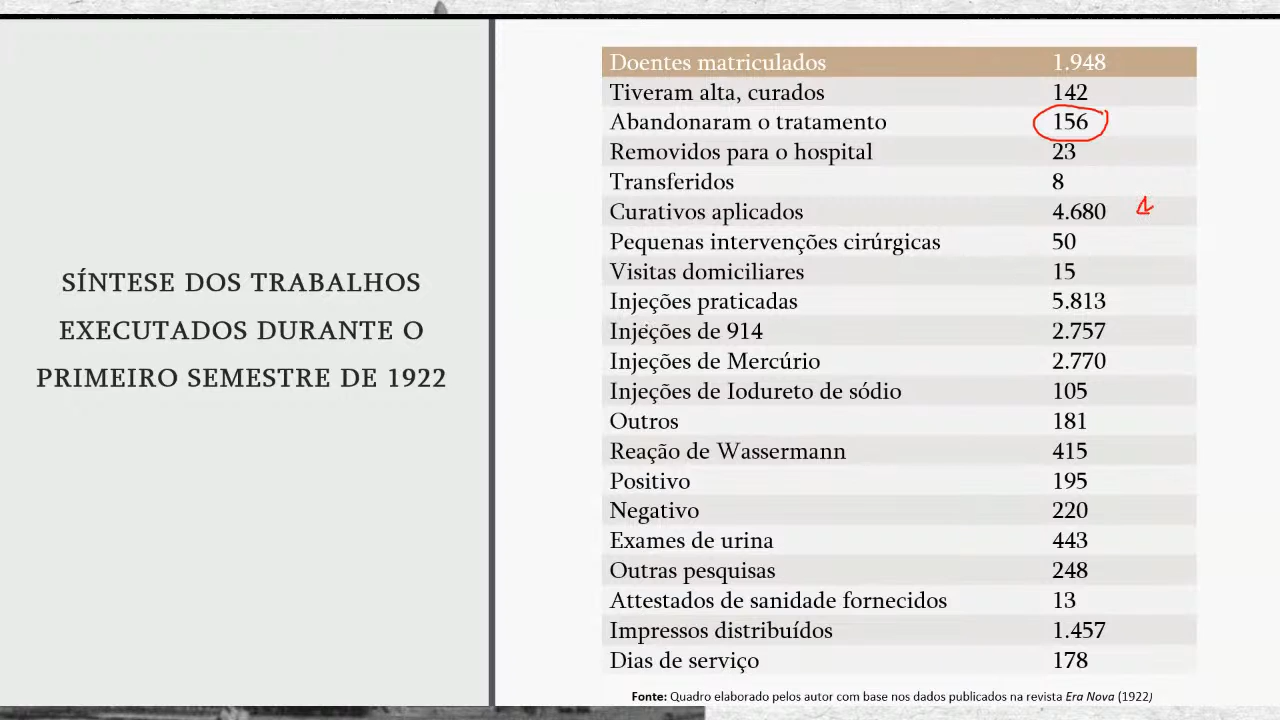 SÍNTESE DOS TRABALHOS
EXECUTADOS DURANTE O
PRIMEIRO SEMESTRE DE 1922
Doentes matriculados 1.948
Tiveram alta, curados 142
Abandonaram o tratamento 156
Removidos para o hospital 23
Transferidos 8
Curativos aplicados 4.680
Pequenas intervenções cirúrgicas 50
Visitas domiciliares 15
Injeções praticadas 5.813
Injeções de 914 2.757
Injeções de Mercúrio 2.770
Injeções de Iodureto de sódio 105
Outros 181
Reação de Wassermann 415
Positivo 195
Negativo 220
Exames de urina 443
Outras pesquisas 248
Attestados de sanidade fornecidos 13
Impressos distribuídos 1.457
Dias de serviço 178
Fonte: Quadro elaborado pelos autor com base nos dados publicados na revista Era Nova (1922)